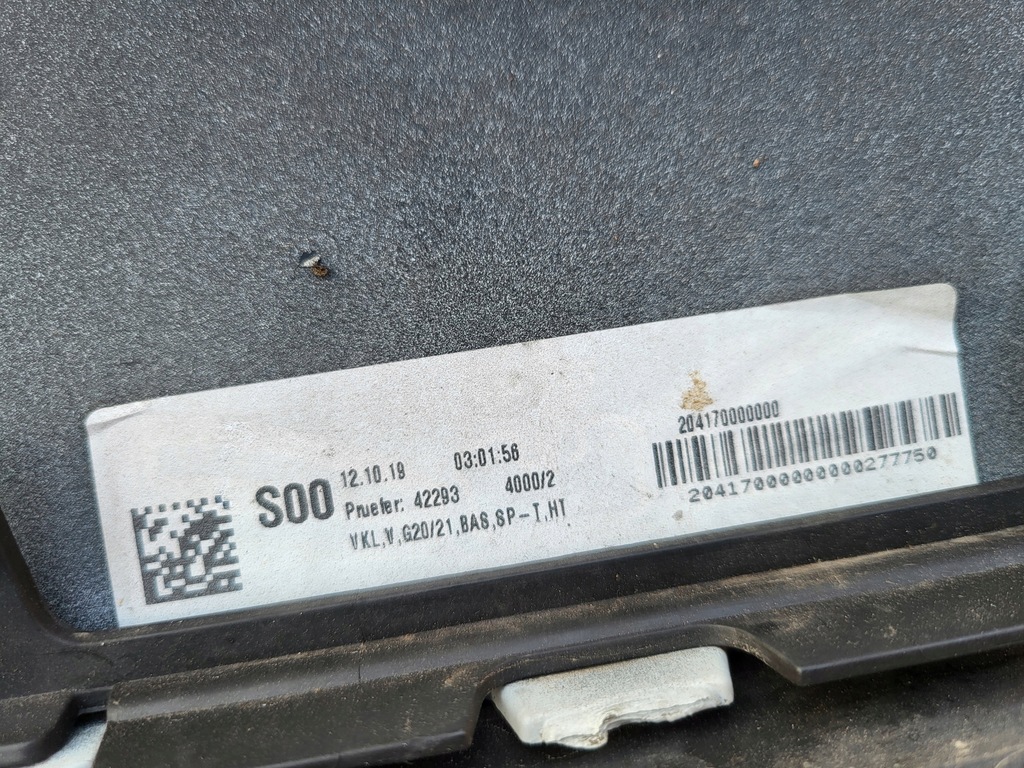 S00
12.10.19 03:01:56
Pruefer: 42293 4000/2
VKL,V,G20/21,BAS,SP-T,HT
204170000000
20417000000000277750